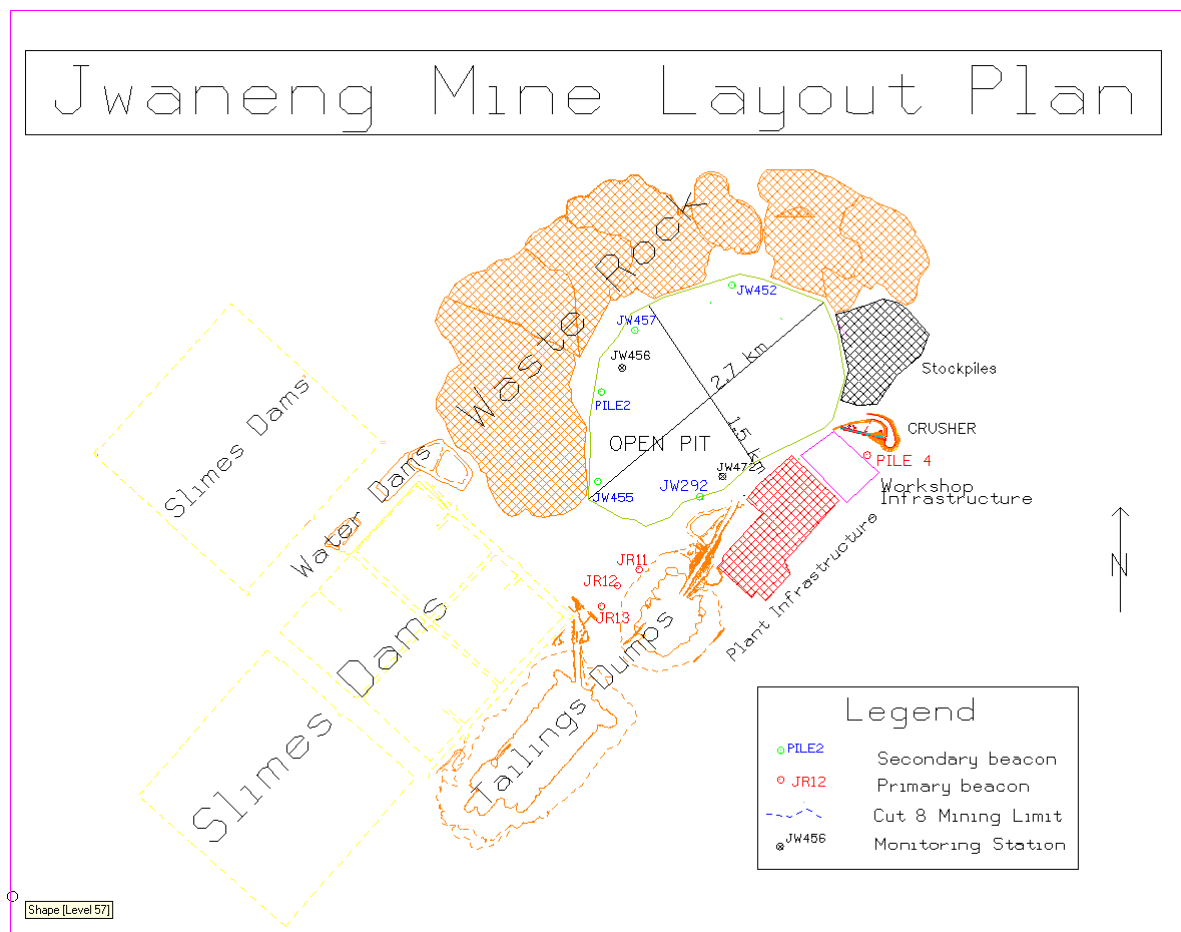 Jwaneng Mine Layout Plan
Waste Rock
JW452
JW457
JW456
2.7 km
Stockpiles
Slimes Dams
PILE2
1.5 km
CRUSHER
OPEN PIT
PILE 4
Water Dams
JW472
JW455
JW292
Workshop
Infrastructure
JR11
JR12
JR13
Plant Infrastructure
N
Slimes Dams
Tailings Dumps
Legend
PILE2 Secondary beacon
JR12 Primary beacon
Cut 8 Mining Limit
JW456 Monitoring Station
Shape [Level 57]